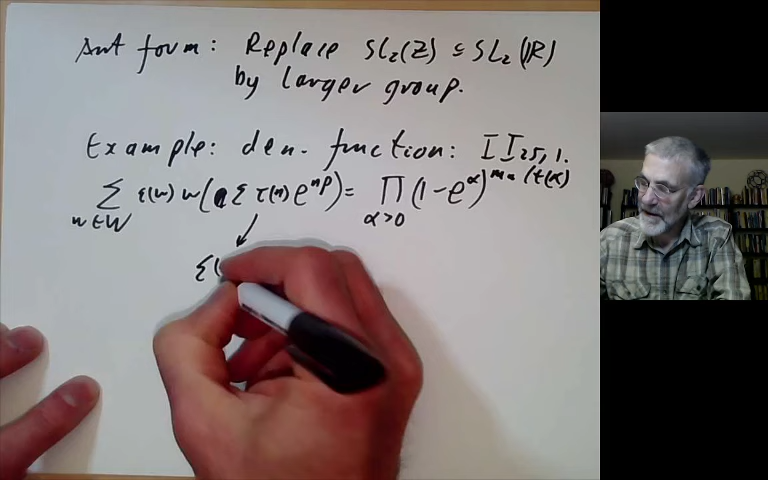 Aut form: Replace SL₂(Z) ⊆ SL₂(ℝ)
by larger group.
Example: den. function: II₂₅,₁.
∑_{w∈W} ε(w) w(∑ τ(n) e^{nρ}) = ∏_{α>0} (1-e^α)^{mult(α)}
Σ(